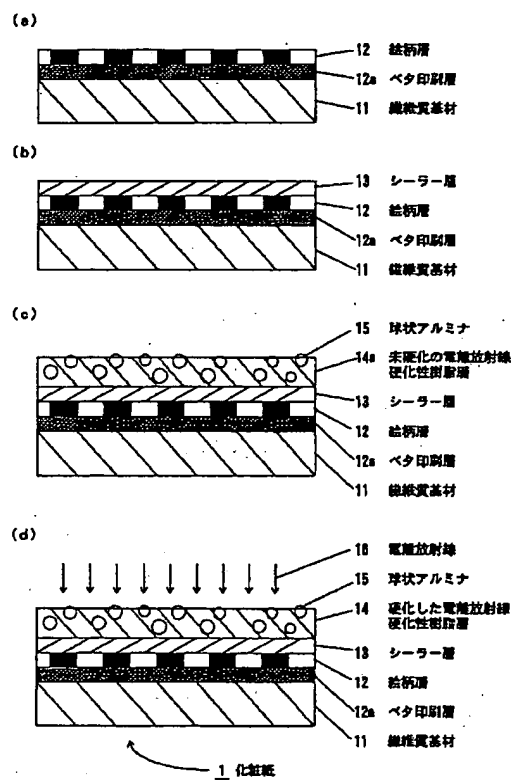 (a)
12 絵柄層
12a ベタ印刷層
11 繊維質基材
(b)
13 シーラー層
12 絵柄層
12a ベタ印刷層
11 繊維質基材
(c)
15 球状アルミナ
14a 未硬化の電離放射線
硬化性樹脂層
13 シーラー層
12 絵柄層
12a ベタ印刷層
11 繊維質基材
(d)
16 電離放射線
15 球状アルミナ
14 硬化した電離放射線
硬化性樹脂層
13 シーラー層
12 絵柄層
12a ベタ印刷層
11 繊維質基材
1 化粧紙